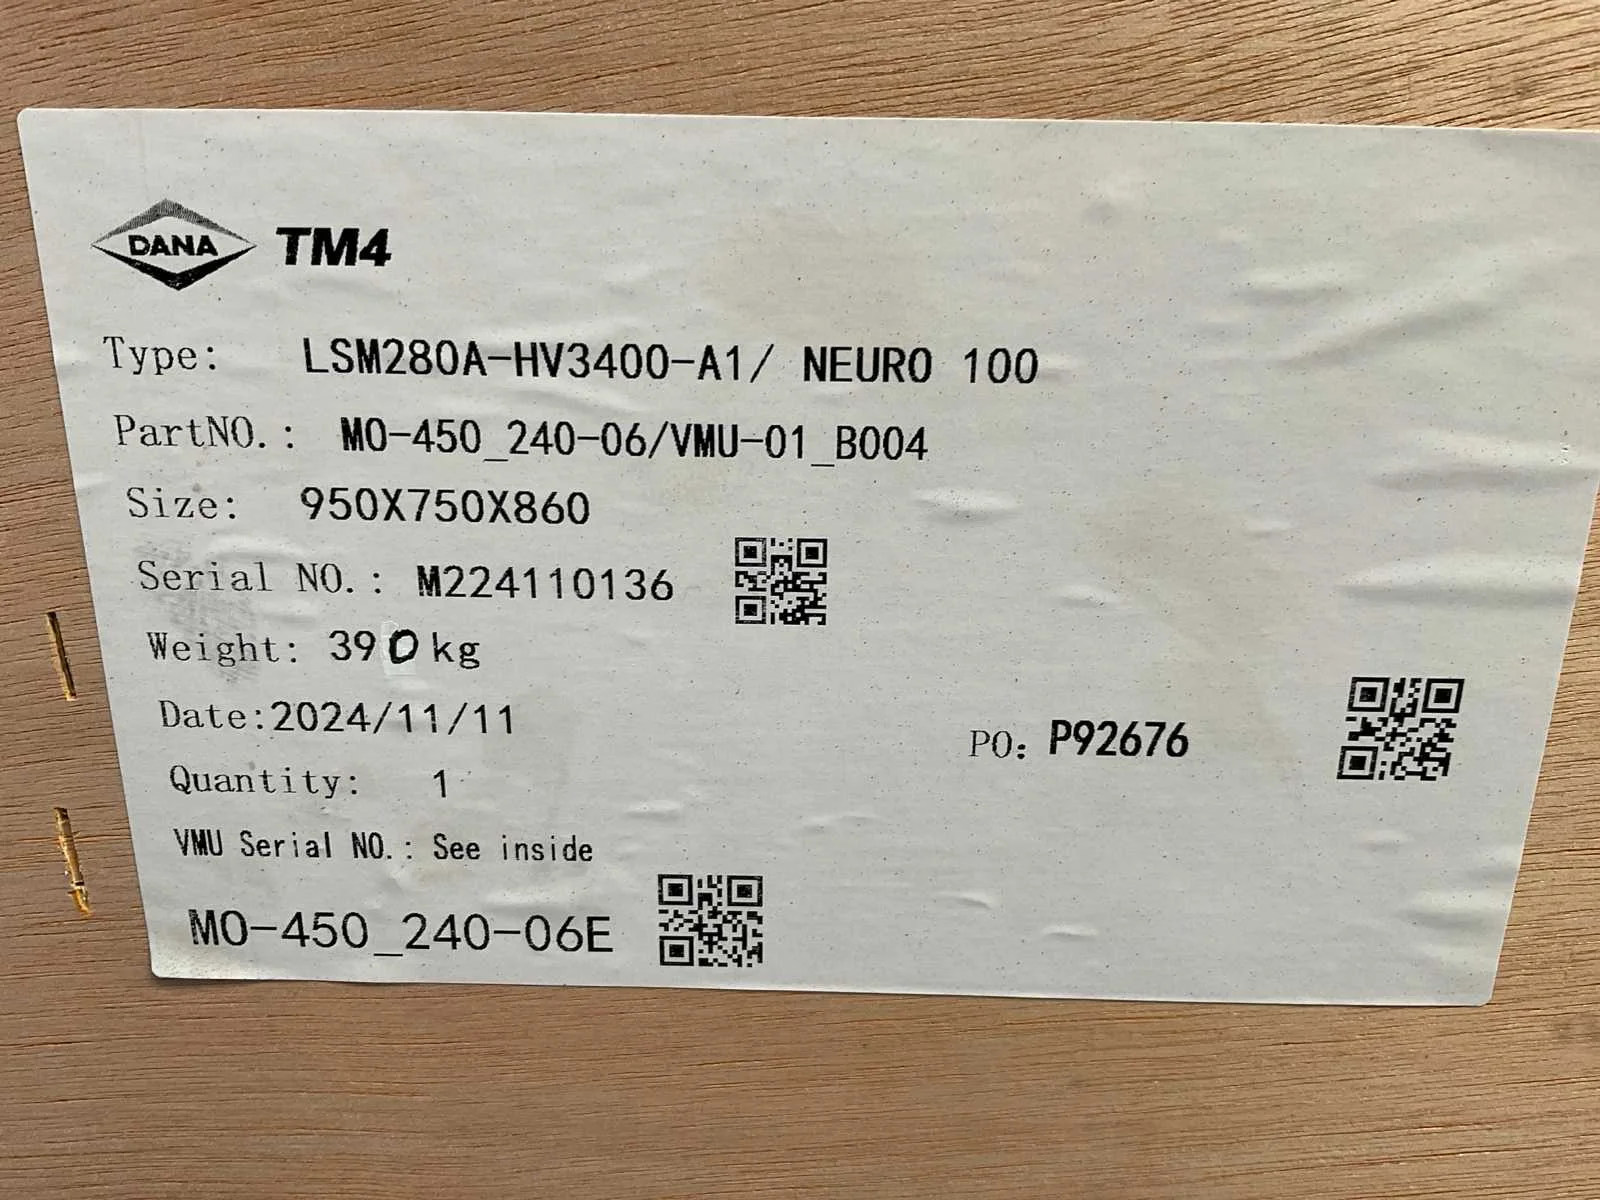 DANA TM4
Type: LSM280A-HV3400-A1/ NEURO 100
PartNO.: MO-450_240-06/VMU-01_B004
Size: 950X750X860
Serial NO.: M224110136
Weight: 390kg
Date:2024/11/11
PO: P92676
Quantity: 1
VMU Serial NO.: See inside
MO-450_240-06E